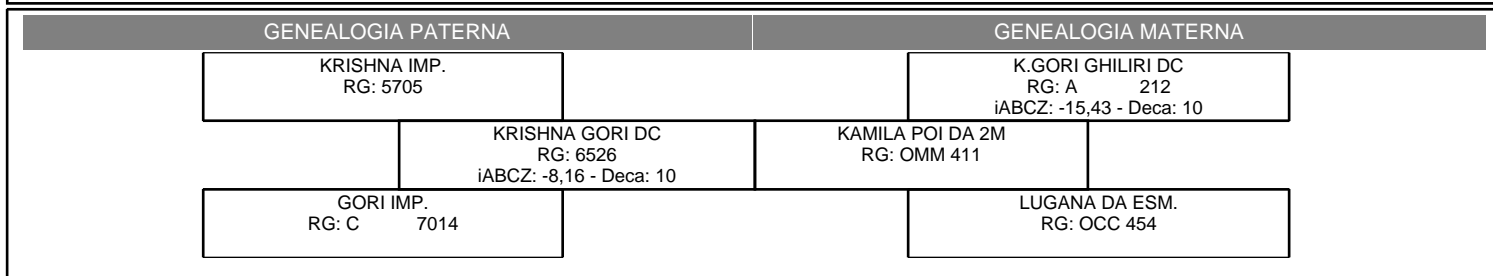 GENEALOGIA PATERNA
GENEALOGIA MATERNA
KRISHNA IMP.
RG: 5705
K.GORI GHILIRI DC
RG: A 212
iABCZ: -15,43 - Deca: 10
KRISHNA GORI DC
RG: 6526
iABCZ: -8,16 - Deca: 10
KAMILA POI DA 2M
RG: OMM 411
GORI IMP.
RG: C 7014
LUGANA DA ESM.
RG: OCC 454